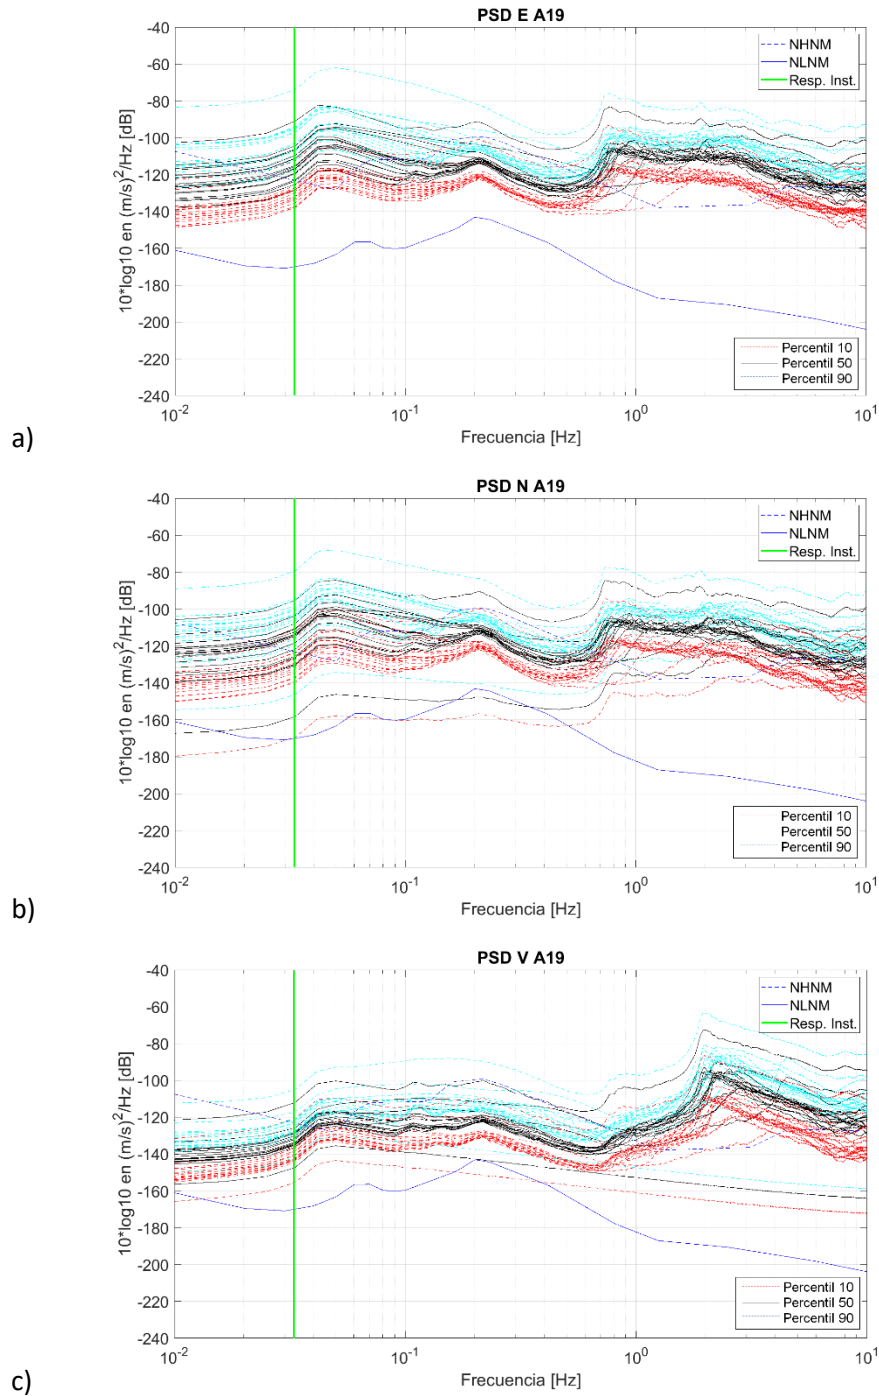 PSD E A19
10*log10 en (m/s)²/Hz [dB]
-40
-60
-80
-100
-120
-140
-160
-180
-200
-220
-240
NHNM
NLNM
Resp. Inst.
Percentil 10
Percentil 50
Percentil 90
10⁻² 10⁻¹ 10⁰ 10¹
Frecuencia [Hz]
a)
PSD N A19
10*log10 en (m/s)²/Hz [dB]
-40
-60
-80
-100
-120
-140
-160
-180
-200
-220
-240
NHNM
NLNM
Resp. Inst.
Percentil 10
Percentil 50
Percentil 90
10⁻² 10⁻¹ 10⁰ 10¹
Frecuencia [Hz]
b)
PSD V A19
10*log10 en (m/s)²/Hz [dB]
-40
-60
-80
-100
-120
-140
-160
-180
-200
-220
-240
NHNM
NLNM
Resp. Inst.
Percentil 10
Percentil 50
Percentil 90
10⁻² 10⁻¹ 10⁰ 10¹
Frecuencia [Hz]
c)